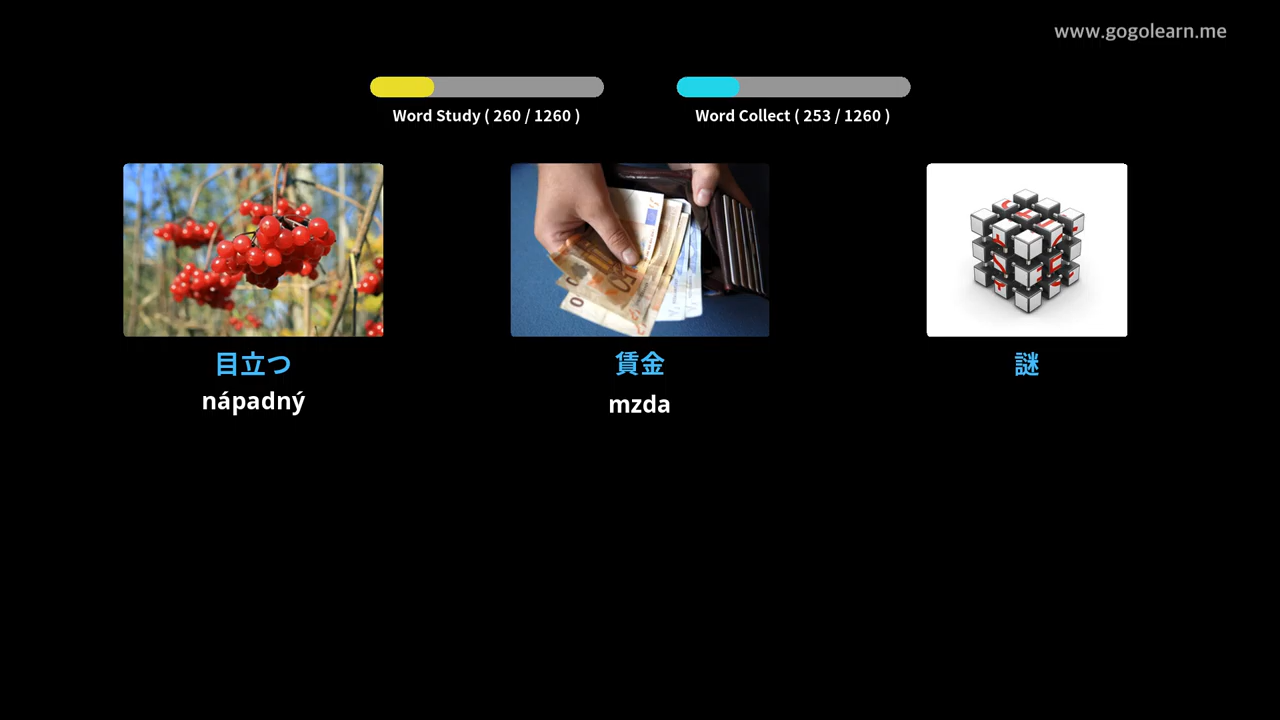 www.gogolearn.me
Word Study ( 260 / 1260 )
Word Collect ( 253 / 1260 )
目立つ
賃金
謎
nápadný
mzda